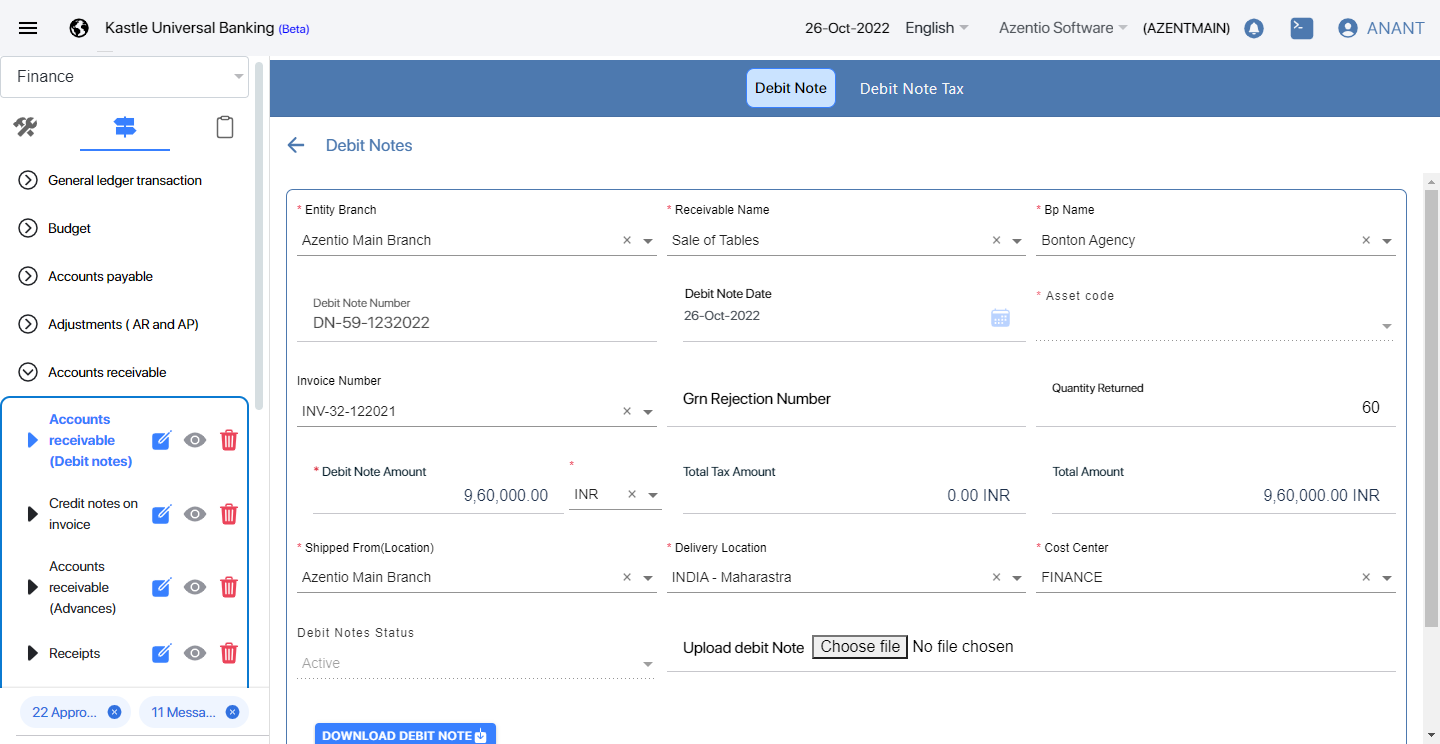 Kastle Universal Banking (Beta)
26-Oct-2022
English
Azentio Software
(AZENTMAIN)
ANANT
Finance
General ledger transaction
Budget
Accounts payable
Adjustments ( AR and AP)
Accounts receivable
Accounts
receivable
(Debit notes)
Credit notes on
invoice
Accounts
receivable
(Advances)
Receipts
22 Appro...
11 Messa...
Debit Note
Debit Note Tax
Debit Notes
* Entity Branch
Azentio Main Branch
* Receivable Name
Sale of Tables
* Bp Name
Bonton Agency
Debit Note Number
DN-59-1232022
Debit Note Date
26-Oct-2022
* Asset code
Invoice Number
INV-32-122021
Grn Rejection Number
Quantity Returned
60
* Debit Note Amount
9,60,000.00
*
INR
Total Tax Amount
0.00 INR
Total Amount
9,60,000.00 INR
* Shipped From(Location)
Azentio Main Branch
* Delivery Location
INDIA - Maharastra
* Cost Center
FINANCE
Debit Notes Status
Active
Upload debit Note Choose file No file chosen
DOWNLOAD DEBIT NOTE